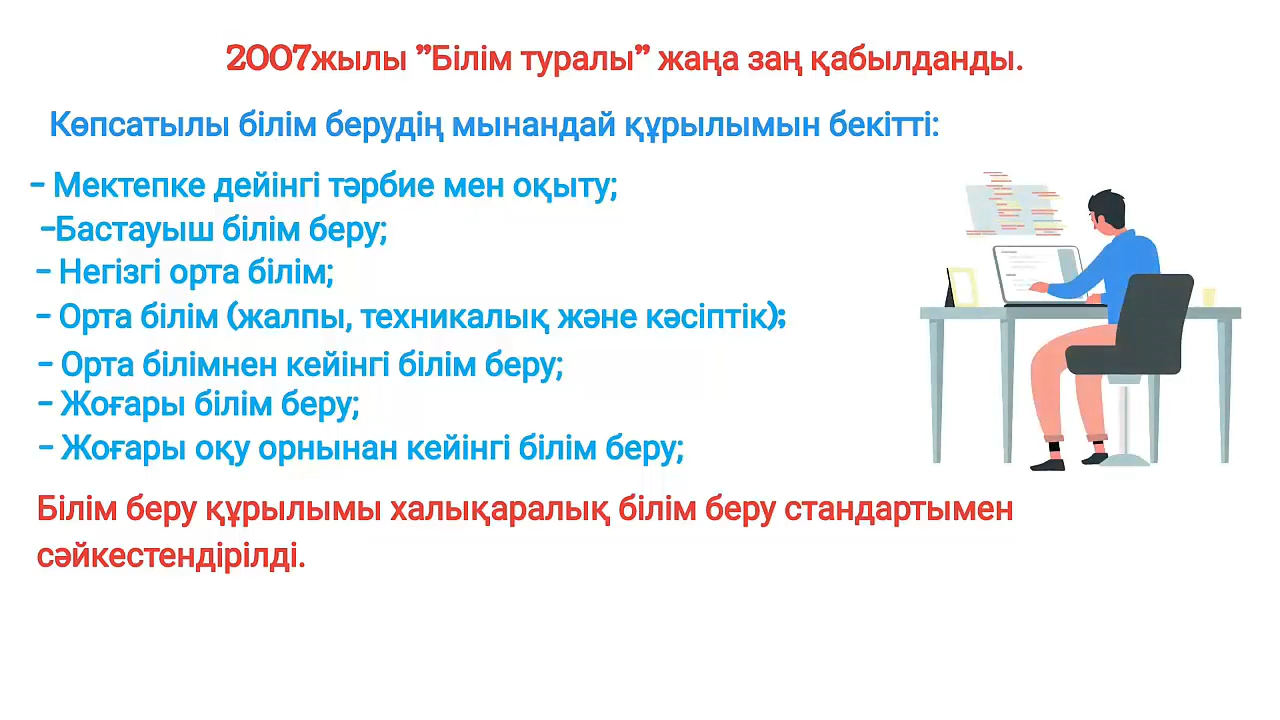 2007жылы "Білім туралы" жаңа заң қабылданды.
Көпсатылы білім берудің мынандай құрылымын бекітті:
- Мектепке дейінгі тәрбие мен оқыту;
-Бастауыш білім беру;
- Негізгі орта білім;
- Орта білім (жалпы, техникалық және кәсіптік);
- Орта білімнен кейінгі білім беру;
- Жоғары білім беру;
- Жоғары оқу орнынан кейінгі білім беру;
Білім беру құрылымы халықаралық білім беру стандартымен
сәйкестендірілді.